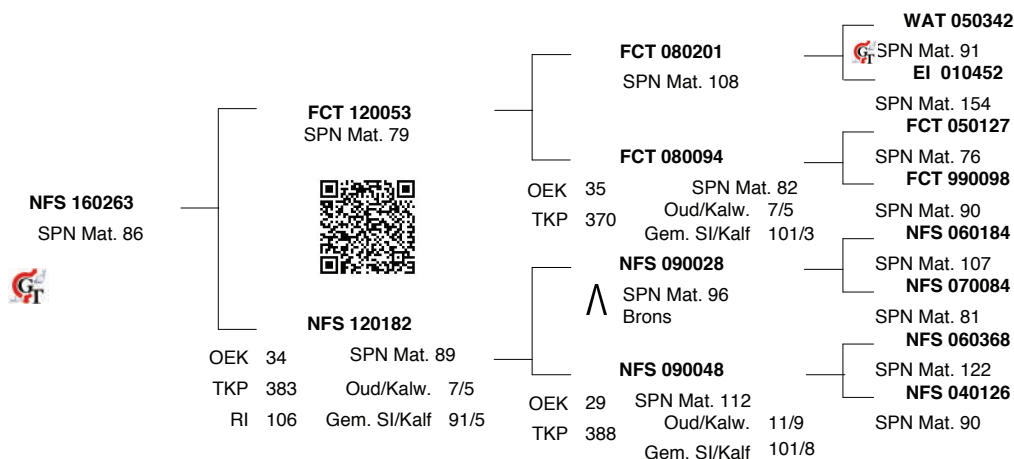 NFS 160263
SPN Mat. 86
GT
FCT 120053
SPN Mat. 79
NFS 120182
OEK 34 SPN Mat. 89
TKP 383 Oud/Kalw. 7/5
RI 106 Gem. SI/Kalf 91/5
FCT 080201
SPN Mat. 108
FCT 080094
OEK 35 SPN Mat. 82
TKP 370 Oud/Kalw. 7/5
Gem. SI/Kalf 101/3
NFS 090028
SPN Mat. 96
Brons
NFS 090048
OEK 29 SPN Mat. 112
TKP 388 Oud/Kalw. 11/9
Gem. SI/Kalf 101/8
WAT 050342
GT SPN Mat. 91
EI 010452
SPN Mat. 154
FCT 050127
SPN Mat. 76
FCT 990098
SPN Mat. 90
NFS 060184
SPN Mat. 107
NFS 070084
SPN Mat. 81
NFS 060368
SPN Mat. 122
NFS 040126
SPN Mat. 90